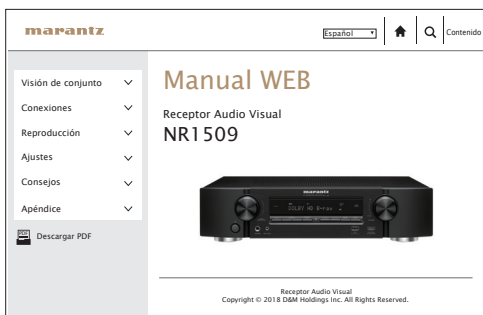 marantz
Español
Contenido
Visión de conjunto
Conexiones
Reproducción
Ajustes
Consejos
Apéndice
PDF
Descargar PDF
Manual WEB
Receptor Audio Visual
NR1509
marantz
Receptor Audio Visual
Copyright © 2018 D&M Holdings Inc. All Rights Reserved.